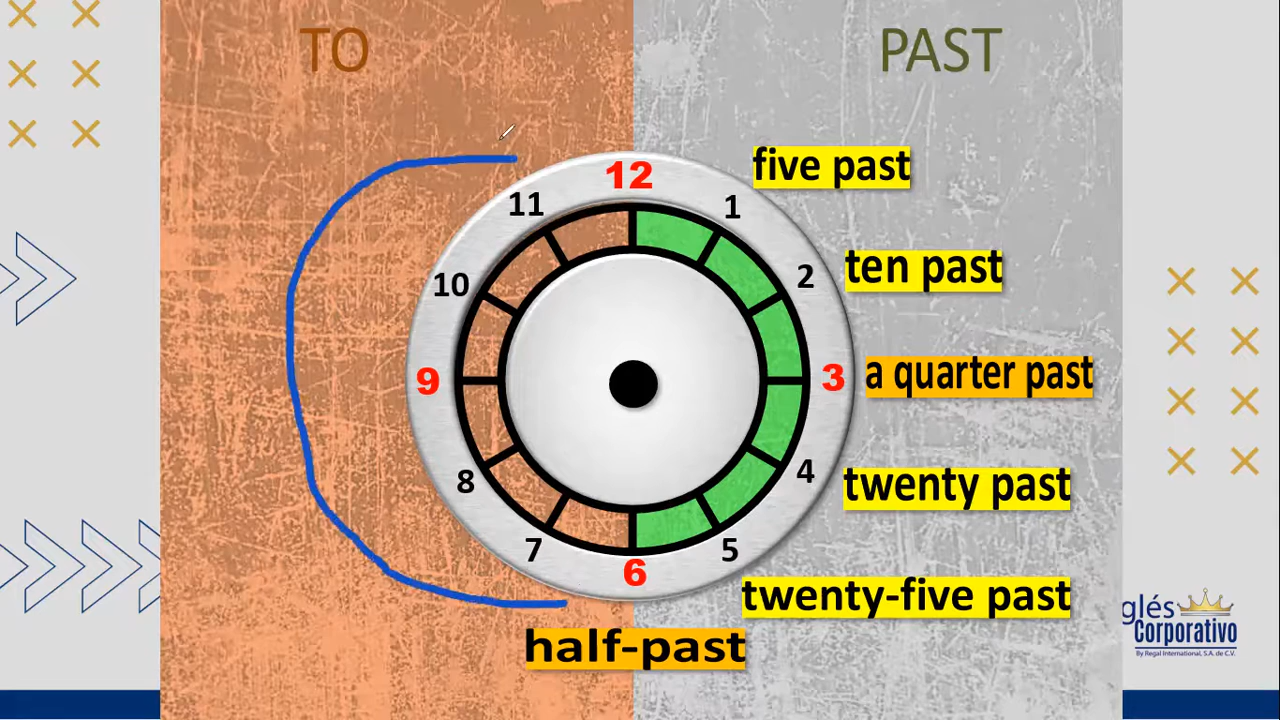 TO
PAST
five past
12
11
1
10
2
ten past
9
3
a quarter past
8
4
twenty past
7
5
6
twenty-five past
half-past
glés
Corporativo
By Regal International, S.A. de C.V.